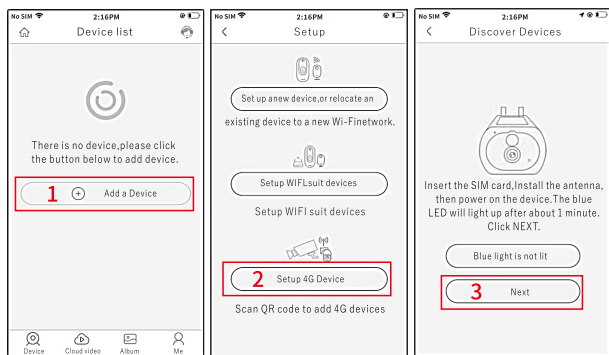 No SIM 2:16PM
Device list
There is no device,please click
the button below to add device.
1 Add a Device
Device Cloud video Album Me
No SIM 2:16PM
Setup
Set up anew device,or relocate an
existing device to a new Wi-Finetwork.
Setup WIFI.suit devices
Setup WIFI suit devices
2 Setup 4G Device
Scan QR code to add 4G devices
No SIM 2:16PM
Discover Devices
Insert the SIM card,Install the antenna,
then power on the device.The blue
LED will light up after about 1 minute.
Click NEXT.
Blue light is not lit
3 Next